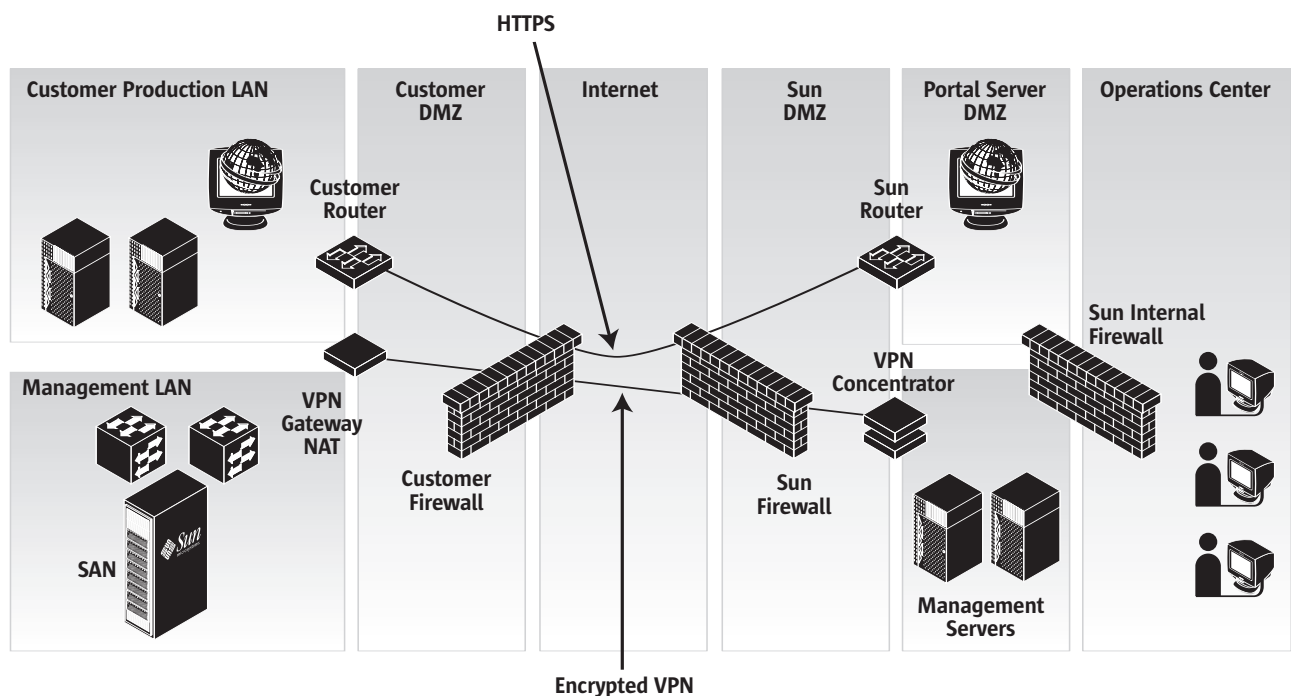 HTTPS
Customer Production LAN
Customer
DMZ
Internet
Sun
DMZ
Portal Server
DMZ
Operations Center
Customer
Router
Sun
Router
Sun Internal
Firewall
VPN
Concentrator
Management LAN
VPN
Gateway
NAT
Customer
Firewall
Sun
Firewall
SAN
Sun
Management
Servers
Encrypted VPN